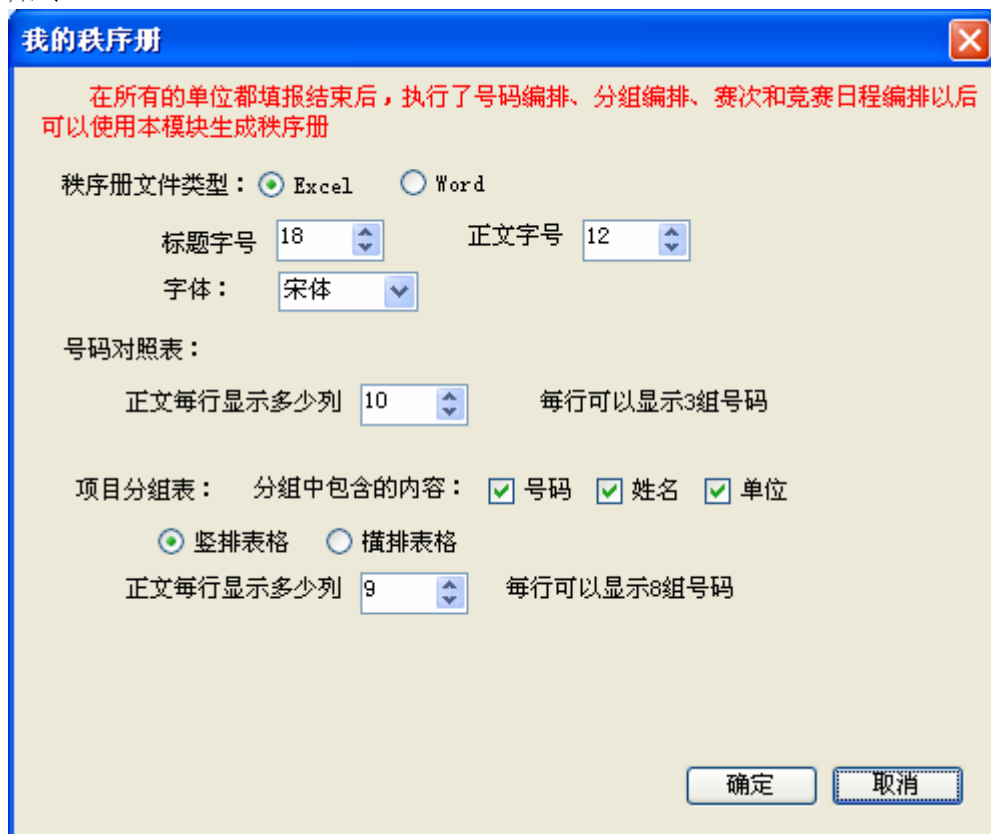 我的秩序册
在所有的单位都填报结束后，执行了号码编排、分组编排、赛次和竞赛日程编排以后
可以使用本模块生成秩序册
秩序册文件类型： Excel Word
标题字号 18 正文字号 12
字体： 宋体
号码对照表：
正文每行显示多少列 10 每行可以显示3组号码
项目分组表： 分组中包含的内容： 号码 姓名 单位
竖排表格 横排表格
正文每行显示多少列 9 每行可以显示8组号码
确定 取消